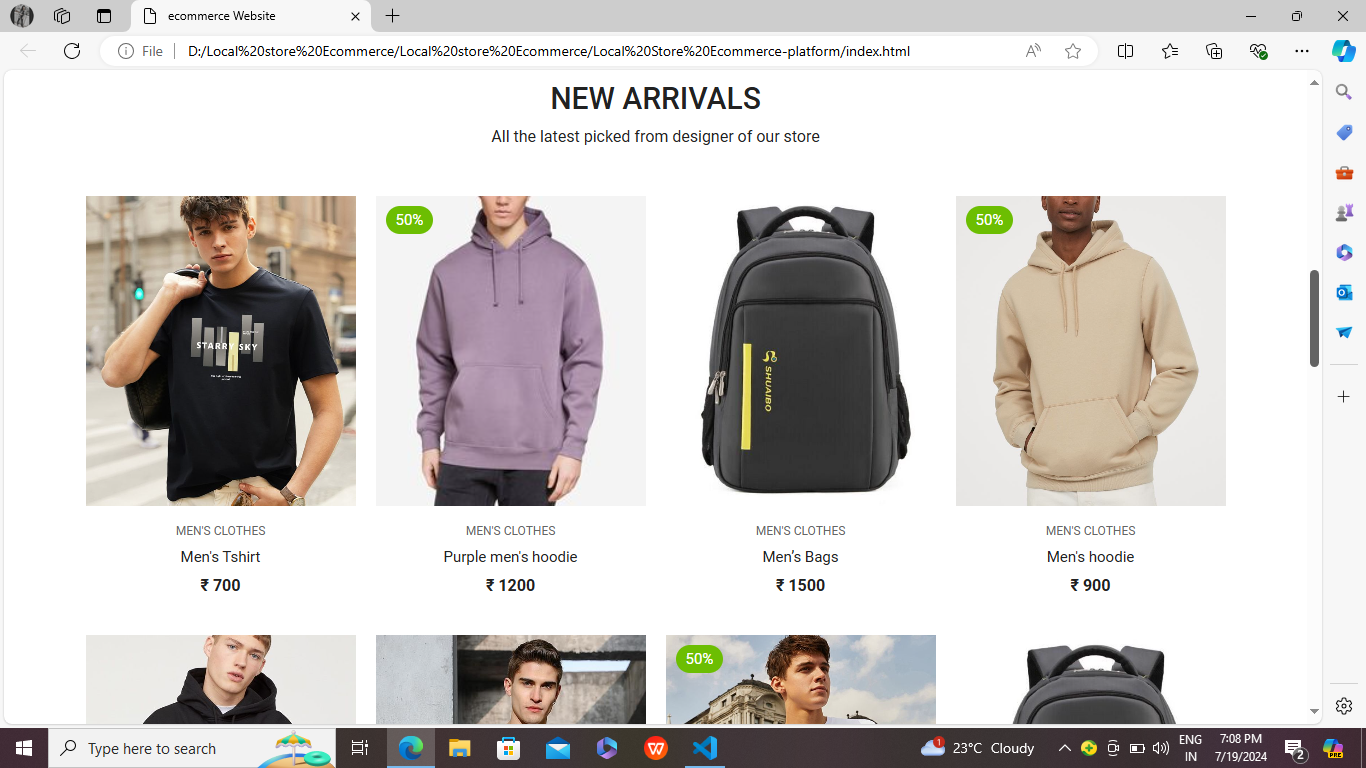 ecommerce Website
File
D:/Local%20store%20Ecommerce/Local%20store%20Ecommerce/Local%20Store%20Ecommerce-platform/index.html
NEW ARRIVALS
All the latest picked from designer of our store
STARRY SKY
50%
SHUAIBO
50%
MEN'S CLOTHES
Men's Tshirt
₹ 700
MEN'S CLOTHES
Purple men's hoodie
₹ 1200
MEN'S CLOTHES
Men’s Bags
₹ 1500
MEN'S CLOTHES
Men's hoodie
₹ 900
50%
Type here to search
1
23°C Cloudy
ENG
IN
7:08 PM
7/19/2024
2
PRE